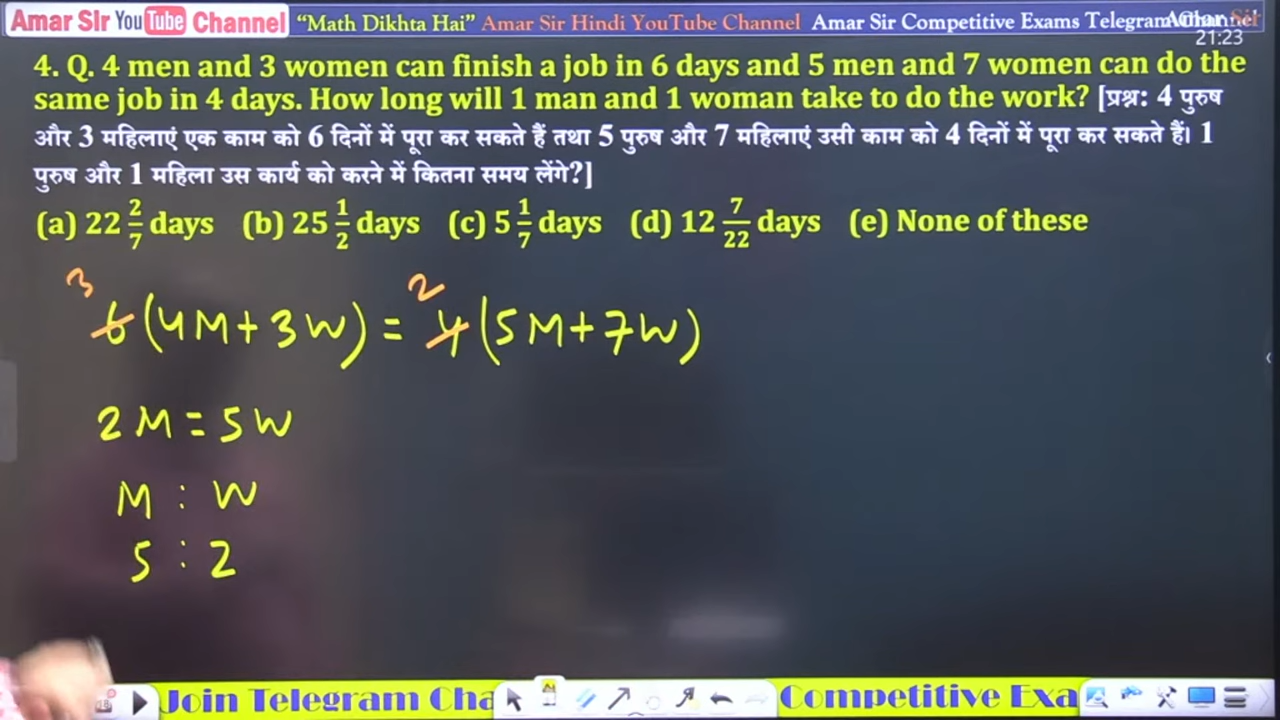 Amar Sir YouTube Channel "Math Dikhta Hai" Amar Sir Hindi YouTube Channel Amar Sir Competitive Exams Telegram
Amar Sir
21:23
4. Q. 4 men and 3 women can finish a job in 6 days and 5 men and 7 women can do the
same job in 4 days. How long will 1 man and 1 woman take to do the work? [प्रश्न: 4 पुरुष
और 3 महिलाएं एक काम को 6 दिनों में पूरा कर सकते हैं तथा 5 पुरुष और 7 महिलाएं उसी काम को 4 दिनों में पूरा कर सकते हैं। 1
पुरुष और 1 महिला उस कार्य को करने में कितना समय लेंगे?]
(a) 22 2/7 days (b) 25 1/2 days (c) 5 1/7 days (d) 12 7/22 days (e) None of these
3 2
6(4M+3W) = 4(5M+7W)
2M = 5W
M : W
5 : 2
Join Telegram Cha Competitive Exa